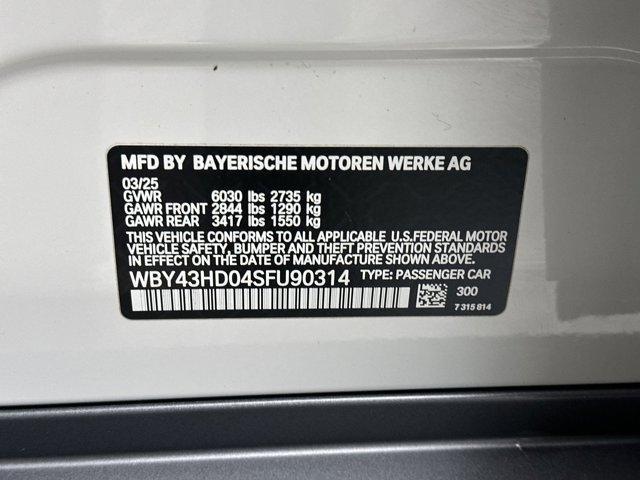 MFD BY BAYERISCHE MOTOREN WERKE AG
03/25
GVWR 6030 lbs 2735 kg
GAWR FRONT 2844 lbs 1290 kg
GAWR REAR 3417 lbs 1550 kg
THIS VEHICLE CONFORMS TO ALL APPLICABLE U.S.FEDERAL MOTOR
VEHICLE SAFETY, BUMPER AND THEFT PREVENTION STANDARDS
IN EFFECT ON THE DATE OF MANUFACTURE SHOWN ABOVE.
WBY43HD04SFU90314 TYPE: PASSENGER CAR
300
7 315 814